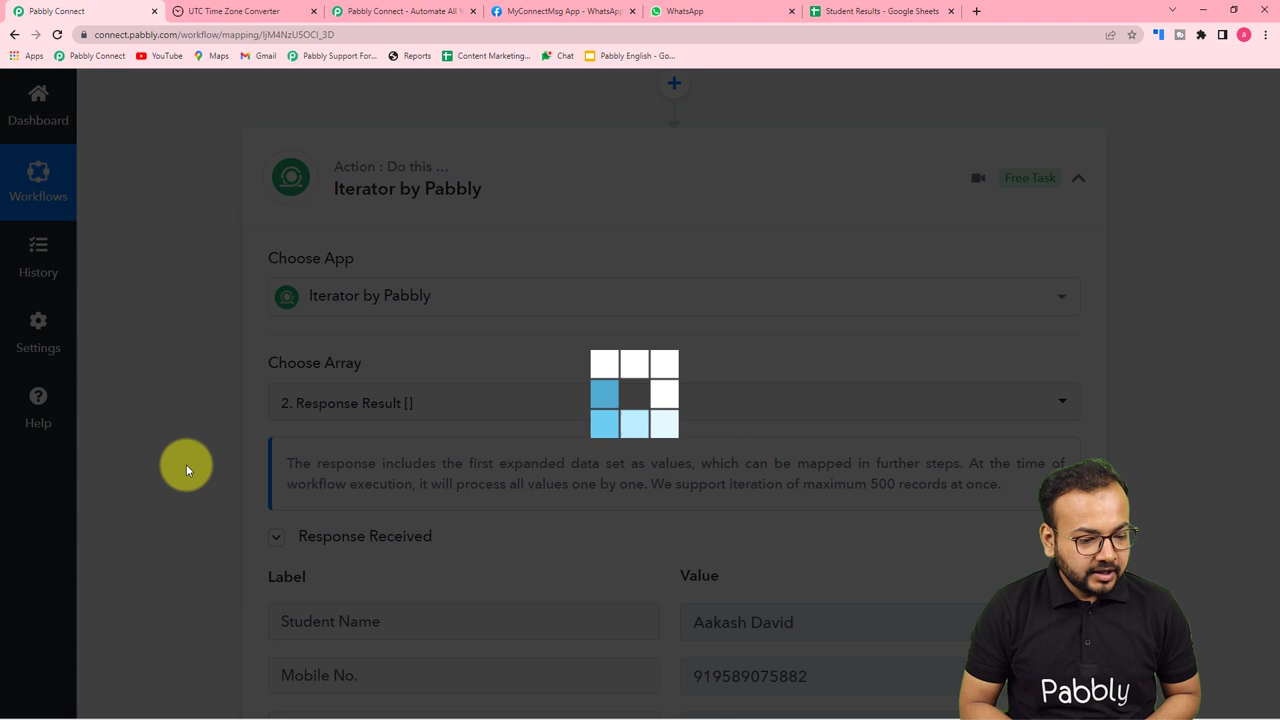 Pabbly Connect
UTC Time Zone Converter
Pabbly Connect - Automate All Y
MyConnectMsg App - WhatsApp
WhatsApp
Student Results - Google Sheets
connect.pabbly.com/workflow/mapping/IjM4NzU5OCI_3D
Apps
Pabbly Connect
YouTube
Maps
Gmail
Pabbly Support For...
Reports
Content Marketing...
Chat
Pabbly English - Go...
a
Dashboard
Workflows
History
Settings
Help
Action : Do this ...
Iterator by Pabbly
Free Task
Choose App
Iterator by Pabbly
Choose Array
2. Response Result []
The response includes the first expanded data set as values, which can be mapped in further steps. At the time of
workflow execution, it will process all values one by one. We support iteration of maximum 500 records at once.
Response Received
Label
Value
Student Name
Aakash David
Mobile No.
919589075882
Pabbly